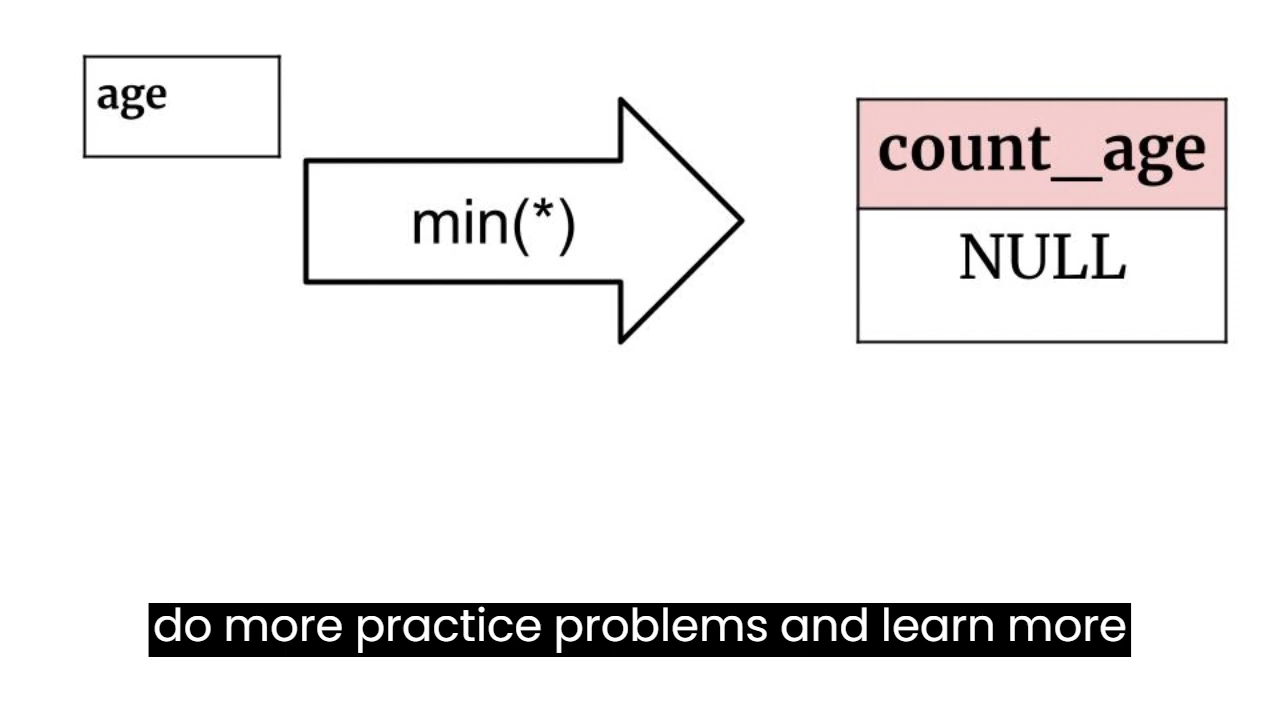 age
min(*)
count_age
NULL
do more practice problems and learn more